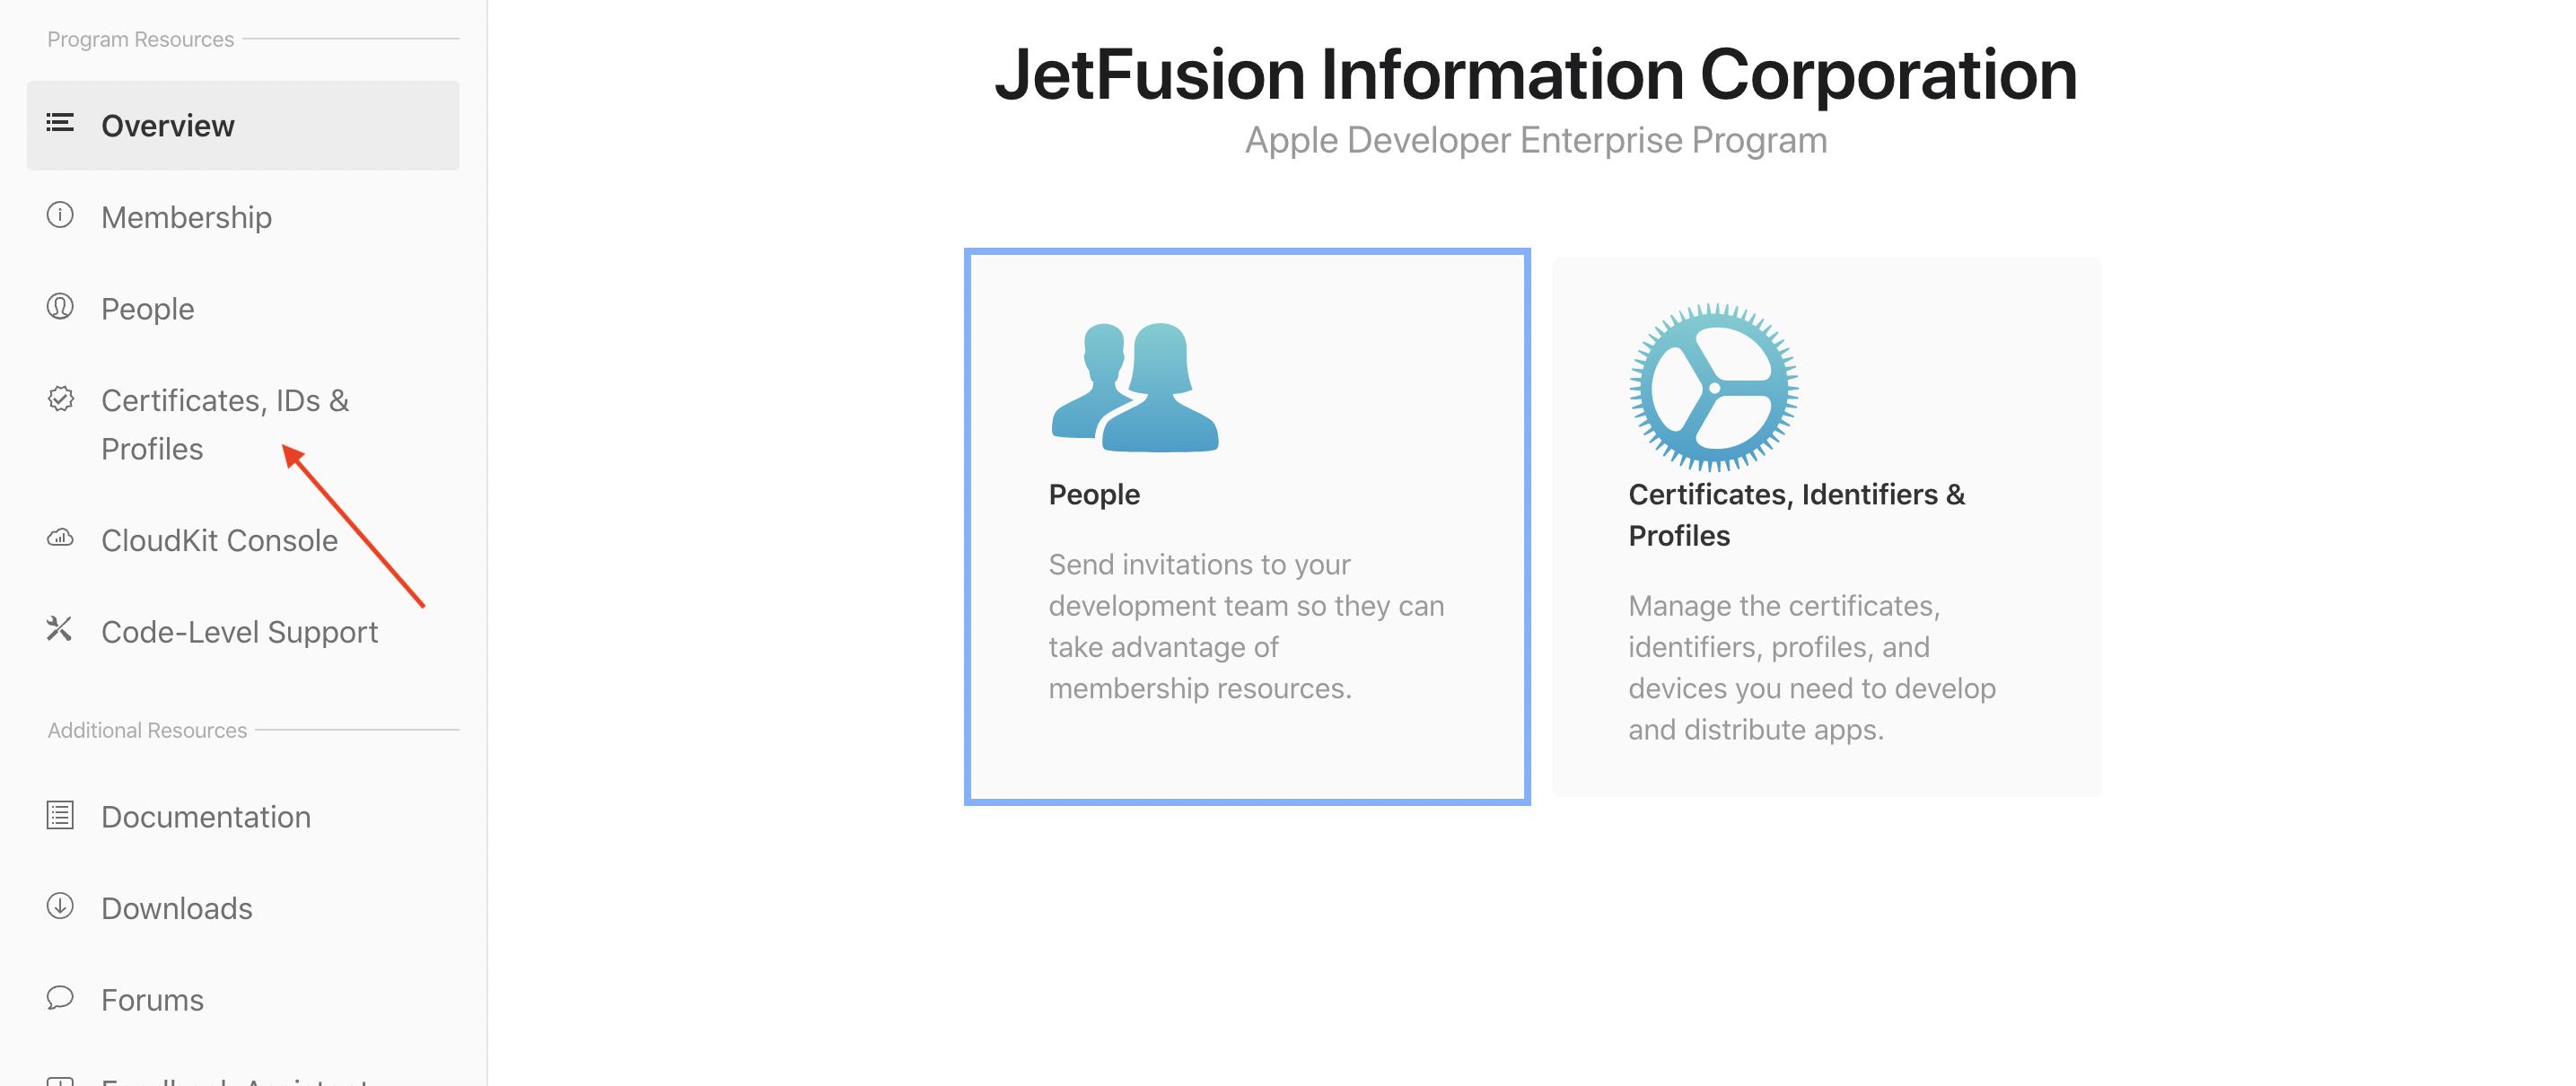 Program Resources
Overview
Membership
People
Certificates, IDs &
Profiles
CloudKit Console
Code-Level Support
Additional Resources
Documentation
Downloads
Forums
JetFusion Information Corporation
Apple Developer Enterprise Program
People
Send invitations to your
development team so they can
take advantage of
membership resources.
Certificates, Identifiers &
Profiles
Manage the certificates,
identifiers, profiles, and
devices you need to develop
and distribute apps.